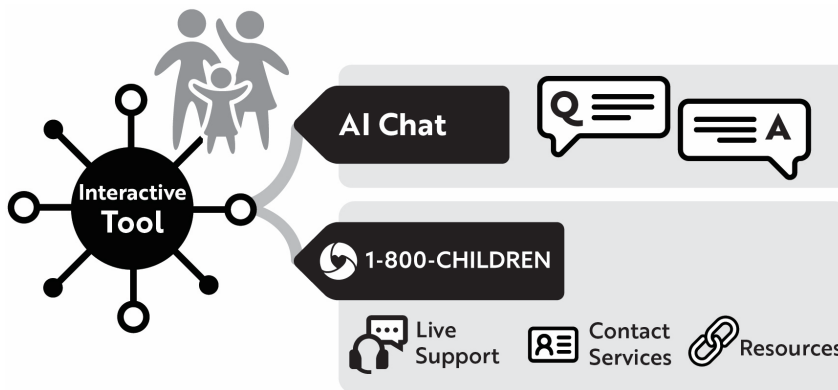 Interactive
Tool
AI Chat
Q
A
1-800-CHILDREN
Live
Support
Contact
Services
Resources